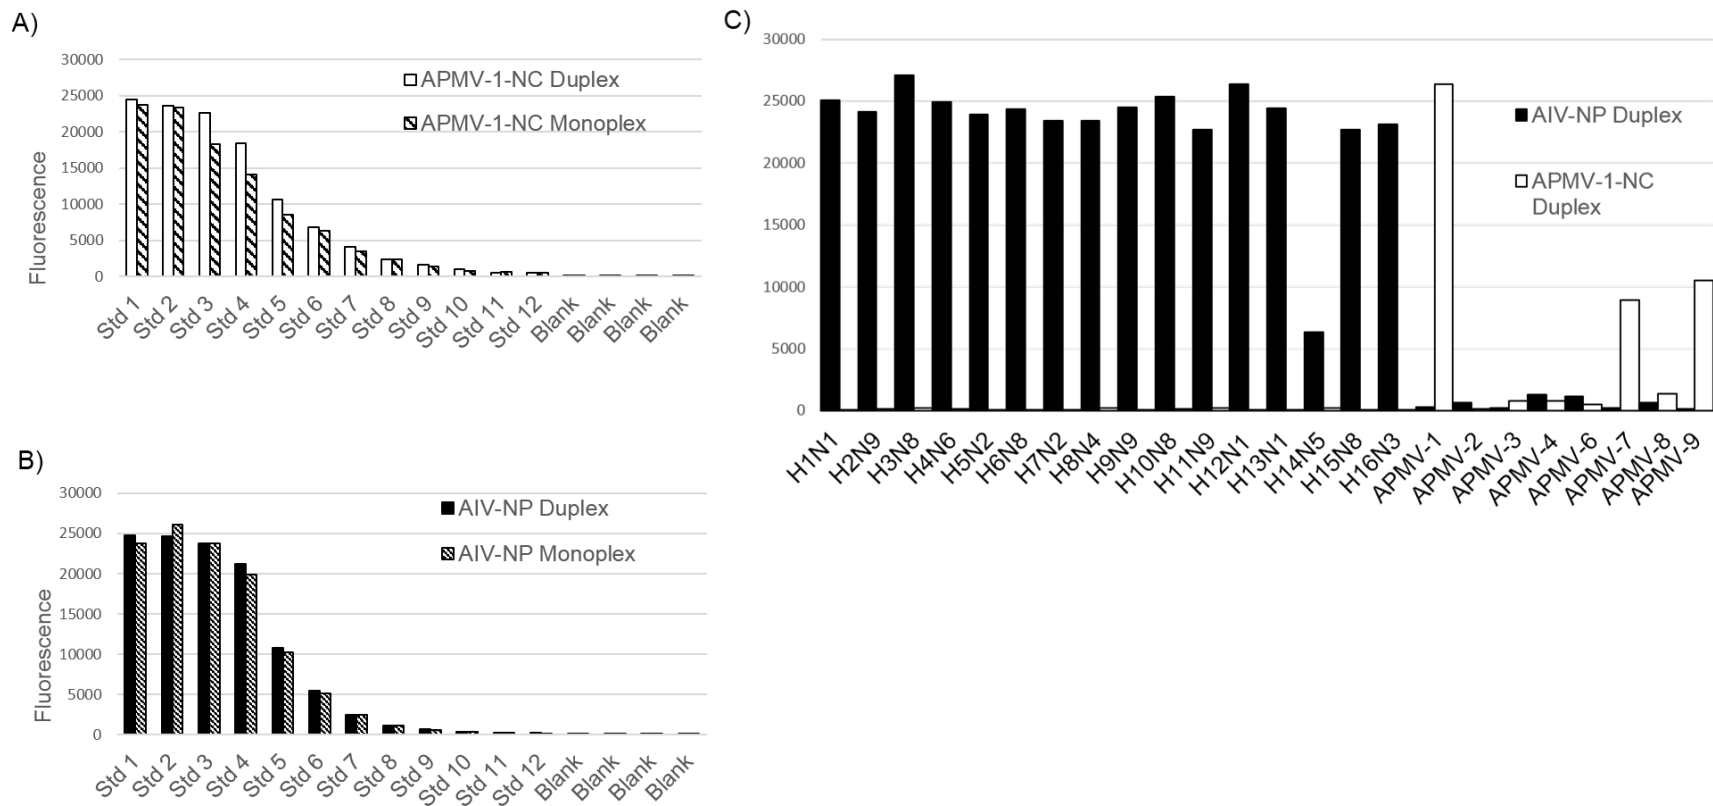 A)
30000
25000
20000
15000
10000
5000
0
Fluorescence
APMV-1-NC Duplex
APMV-1-NC Monoplex
Std 1
Std 2
Std 3
Std 4
Std 5
Std 6
Std 7
Std 8
Std 9
Std 10
Std 11
Std 12
Blank
Blank
Blank
Blank
B)
30000
25000
20000
15000
10000
5000
0
Fluorescence
AIV-NP Duplex
AIV-NP Monoplex
Std 1
Std 2
Std 3
Std 4
Std 5
Std 6
Std 7
Std 8
Std 9
Std 10
Std 11
Std 12
Blank
Blank
Blank
Blank
C)
30000
25000
20000
15000
10000
5000
0
AIV-NP Duplex
APMV-1-NC
Duplex
H1N1
H2N9
H3N8
H4N6
H5N2
H6N8
H7N2
H8N4
H9N9
H10N8
H11N9
H12N1
H13N1
H14N5
H15N8
H16N3
APMV-1
APMV-2
APMV-3
APMV-4
APMV-6
APMV-7
APMV-8
APMV-9